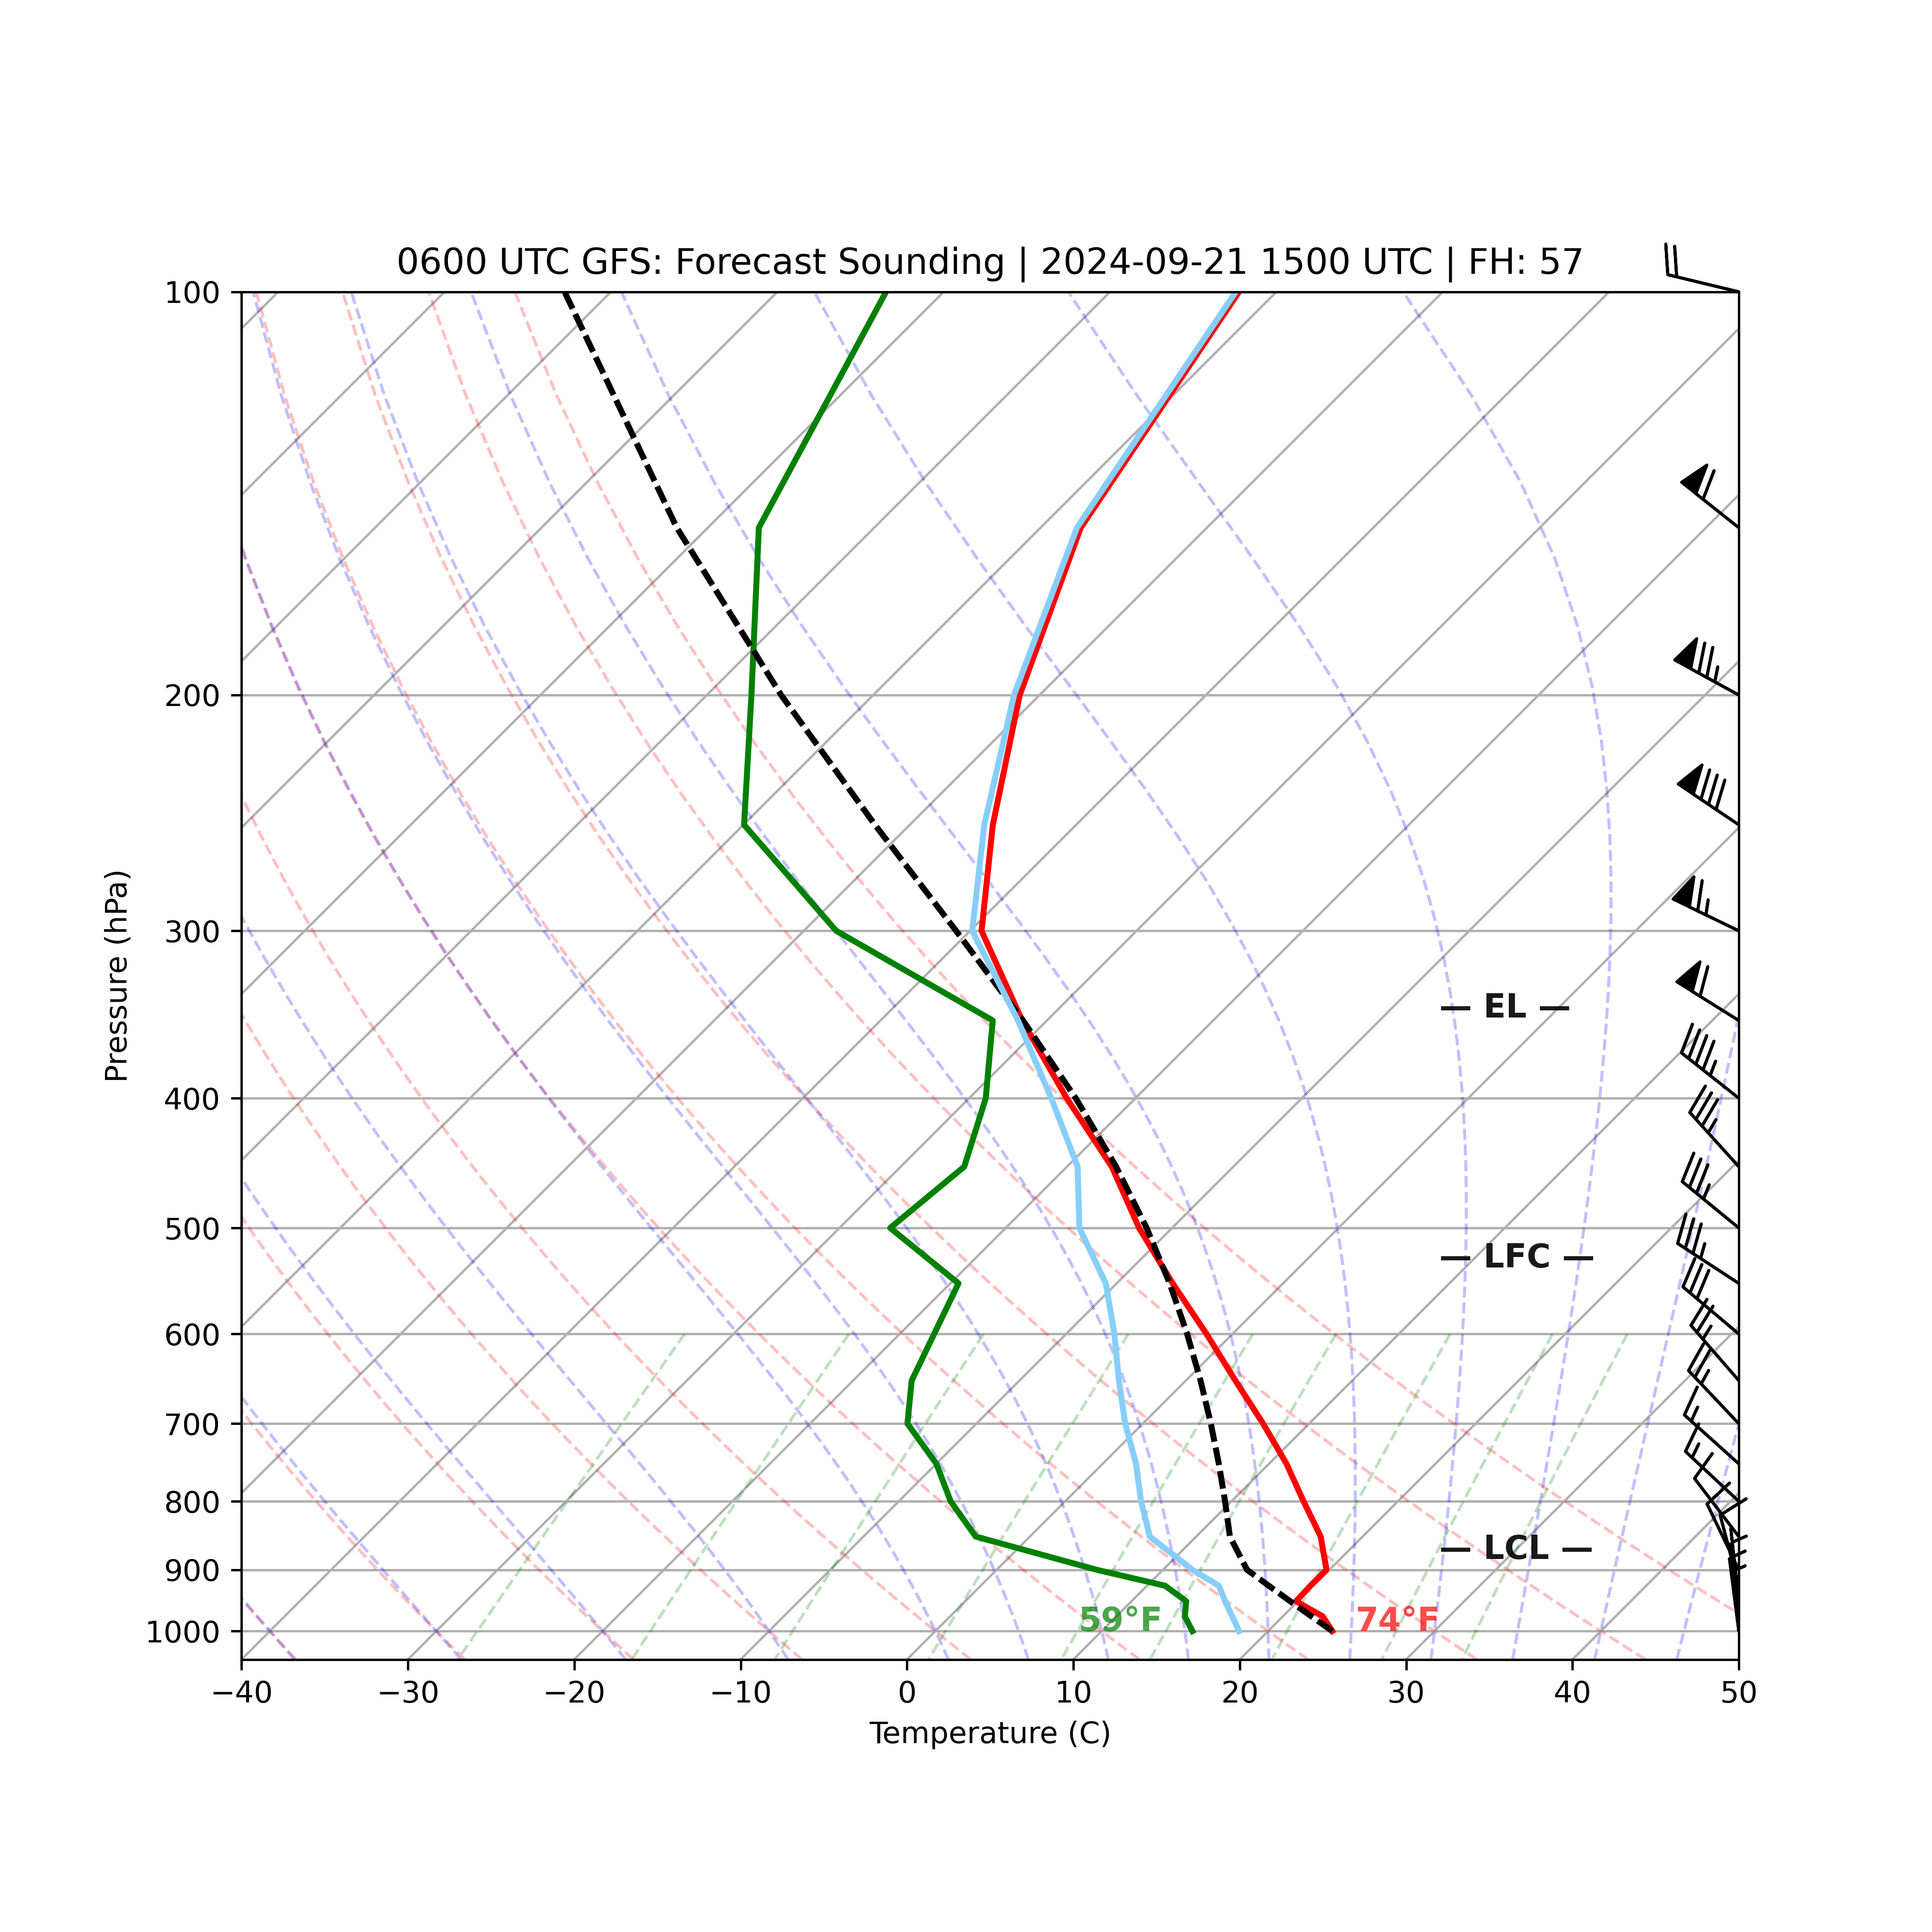 0600 UTC GFS: Forecast Sounding | 2024-09-21 1500 UTC | FH: 57
100
200
300
— EL —
400
500
— LFC —
600
700
800
— LCL —
900
59°F 74°F
1000
−40 −30 −20 −10 0 10 20 30 40 50
Temperature (C)
Pressure (hPa)